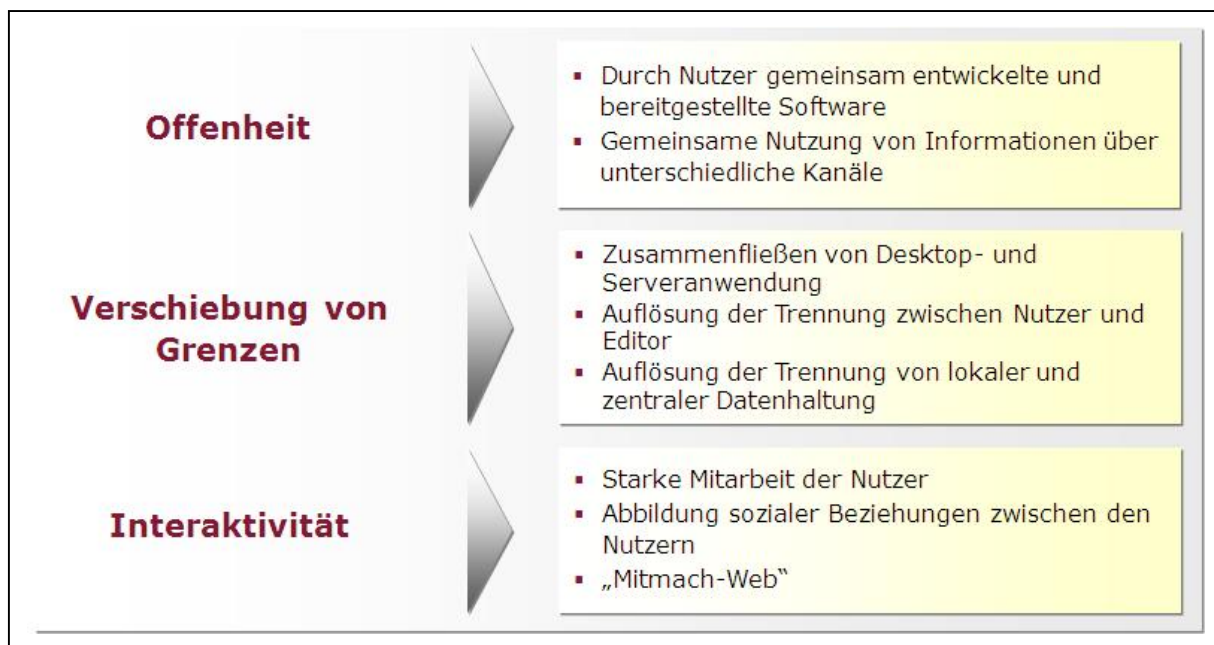 Offenheit
▪ Durch Nutzer gemeinsam entwickelte und
bereitgestellte Software
▪ Gemeinsame Nutzung von Informationen über
unterschiedliche Kanäle
Verschiebung von
Grenzen
▪ Zusammenfließen von Desktop- und
Serveranwendung
▪ Auflösung der Trennung zwischen Nutzer und
Editor
▪ Auflösung der Trennung von lokaler und
zentraler Datenhaltung
Interaktivität
▪ Starke Mitarbeit der Nutzer
▪ Abbildung sozialer Beziehungen zwischen den
Nutzern
▪ „Mitmach-Web“